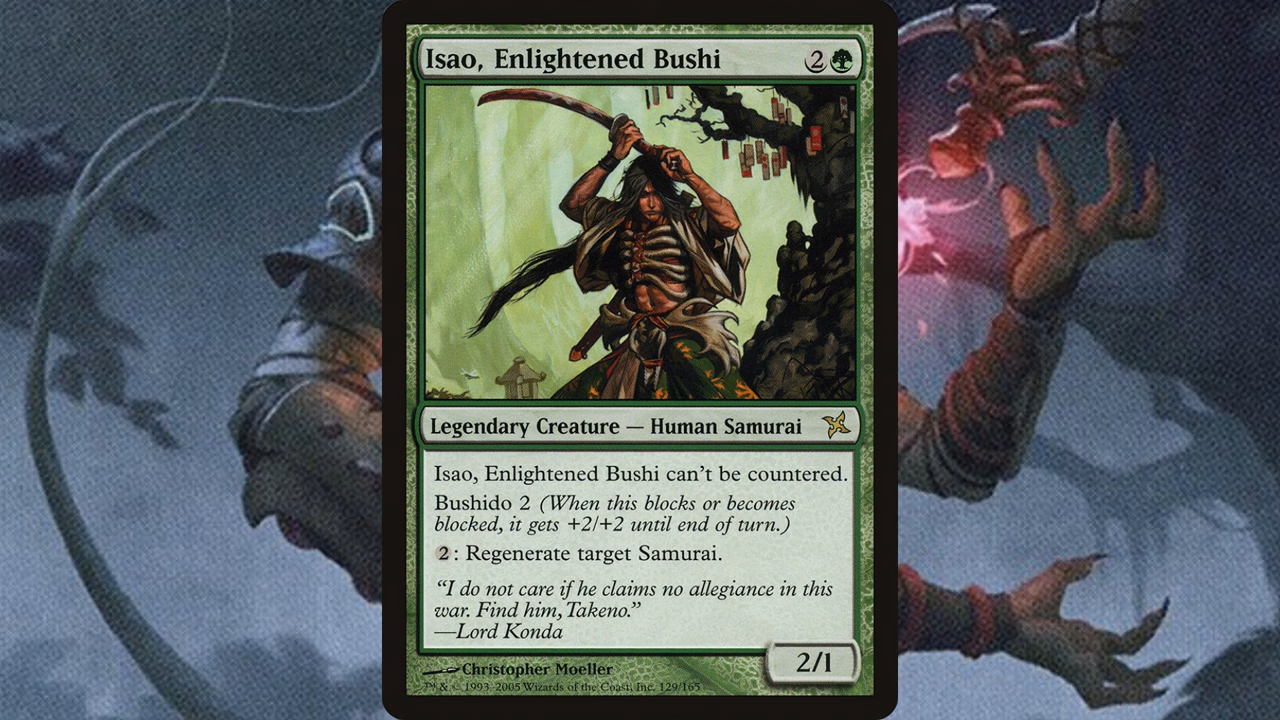 Isao, Enlightened Bushi 2
Legendary Creature — Human Samurai
Isao, Enlightened Bushi can't be countered.
Bushido 2 (When this blocks or becomes
blocked, it gets +2/+2 until end of turn.)
2: Regenerate target Samurai.
“I do not care if he claims no allegiance in this
war. Find him, Takeno.”
—Lord Konda
2/1
Christopher Moeller
™ & © 1993–2005 Wizards of the Coast, Inc. 129/165